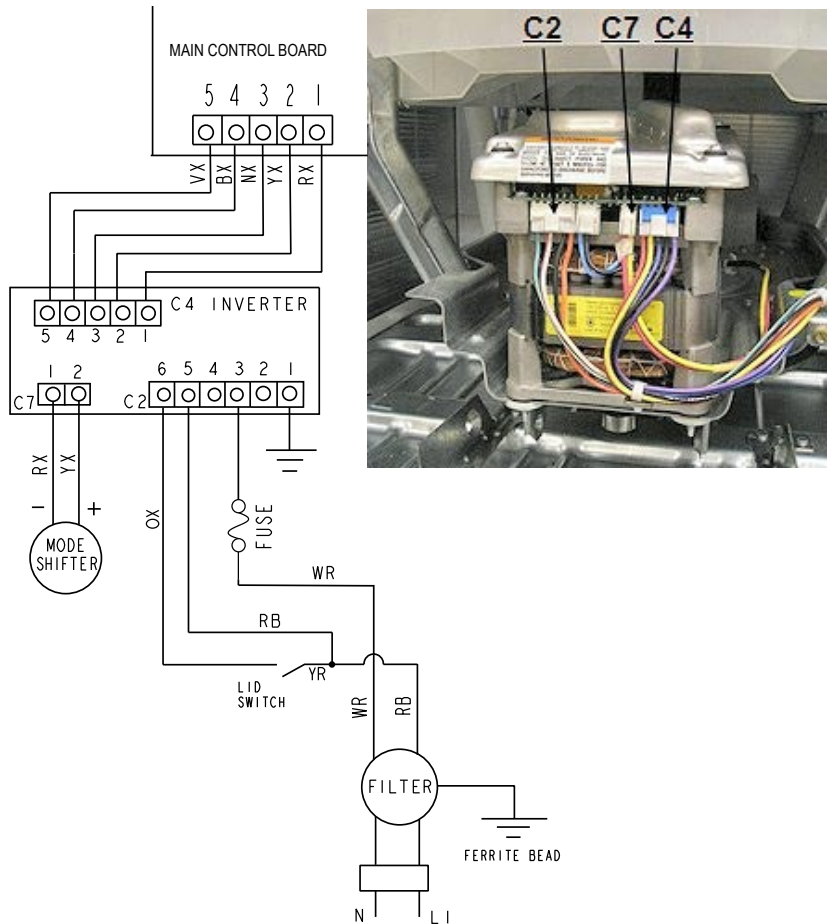 MAIN CONTROL BOARD
5 4 3 2 1
VX BX NX YX RX
C4 INVERTER
5 4 3 2 1
1 2
C7
6 5 4 3 2 1
C2
RX YX
- +
MODE
SHIFTER
OX
FUSE
WR
RB
YR
LID
SWITCH
WR
RB
FILTER
FERRITE BEAD
N L1
C2 C7 C4